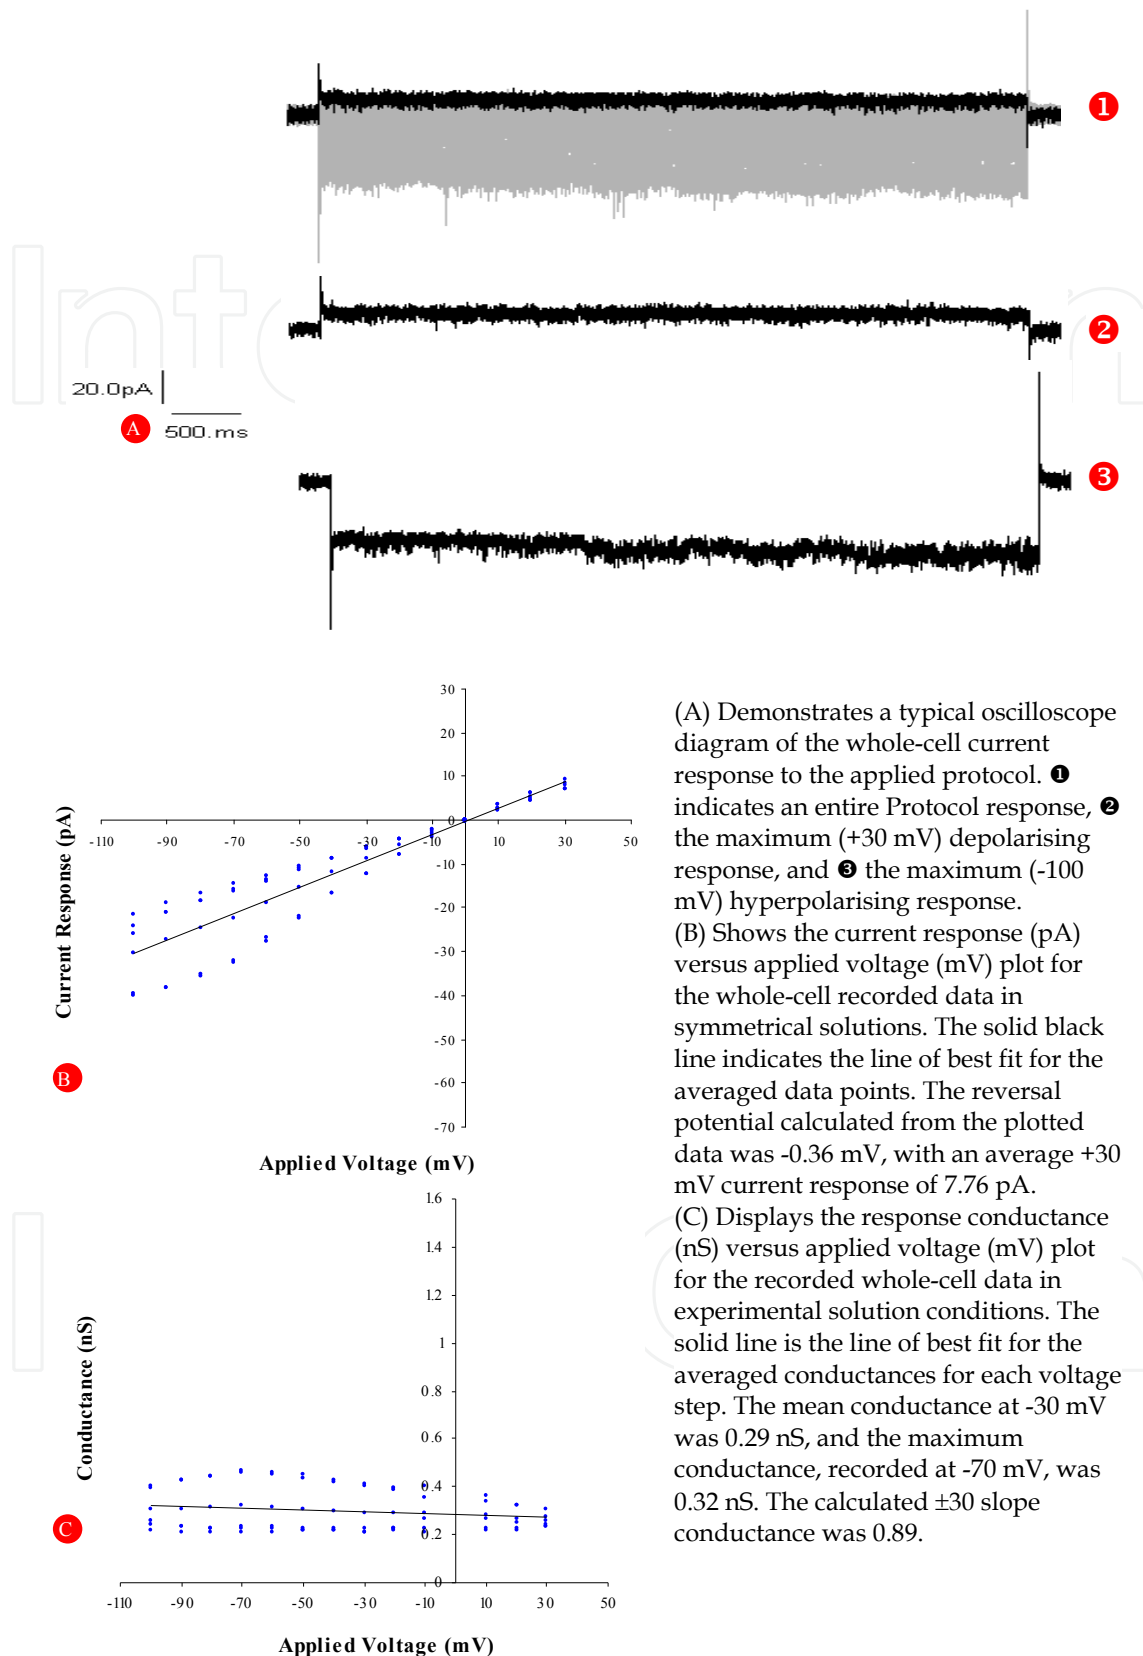 ❶
❷
20.0pA
A
500.ms
❸
30
20
10
0
-10
-20
-30
-40
-50
-60
-70
-110 -90 -70 -50 -30 -10 10 30 50
Current Response (pA)
B
Applied Voltage (mV)
1.6
1.4
1.2
1
0.8
0.6
0.4
0.2
0
-110 -90 -70 -50 -30 -10 10 30 50
Conductance (nS)
C
Applied Voltage (mV)
(A) Demonstrates a typical oscilloscope
diagram of the whole-cell current
response to the applied protocol. ❶
indicates an entire Protocol response, ❷
the maximum (+30 mV) depolarising
response, and ❸ the maximum (-100
mV) hyperpolarising response.
(B) Shows the current response (pA)
versus applied voltage (mV) plot for
the whole-cell recorded data in
symmetrical solutions. The solid black
line indicates the line of best fit for the
averaged data points. The reversal
potential calculated from the plotted
data was -0.36 mV, with an average +30
mV current response of 7.76 pA.
(C) Displays the response conductance
(nS) versus applied voltage (mV) plot
for the recorded whole-cell data in
experimental solution conditions. The
solid line is the line of best fit for the
averaged conductances for each voltage
step. The mean conductance at -30 mV
was 0.29 nS, and the maximum
conductance, recorded at -70 mV, was
0.32 nS. The calculated ±30 slope
conductance was 0.89.